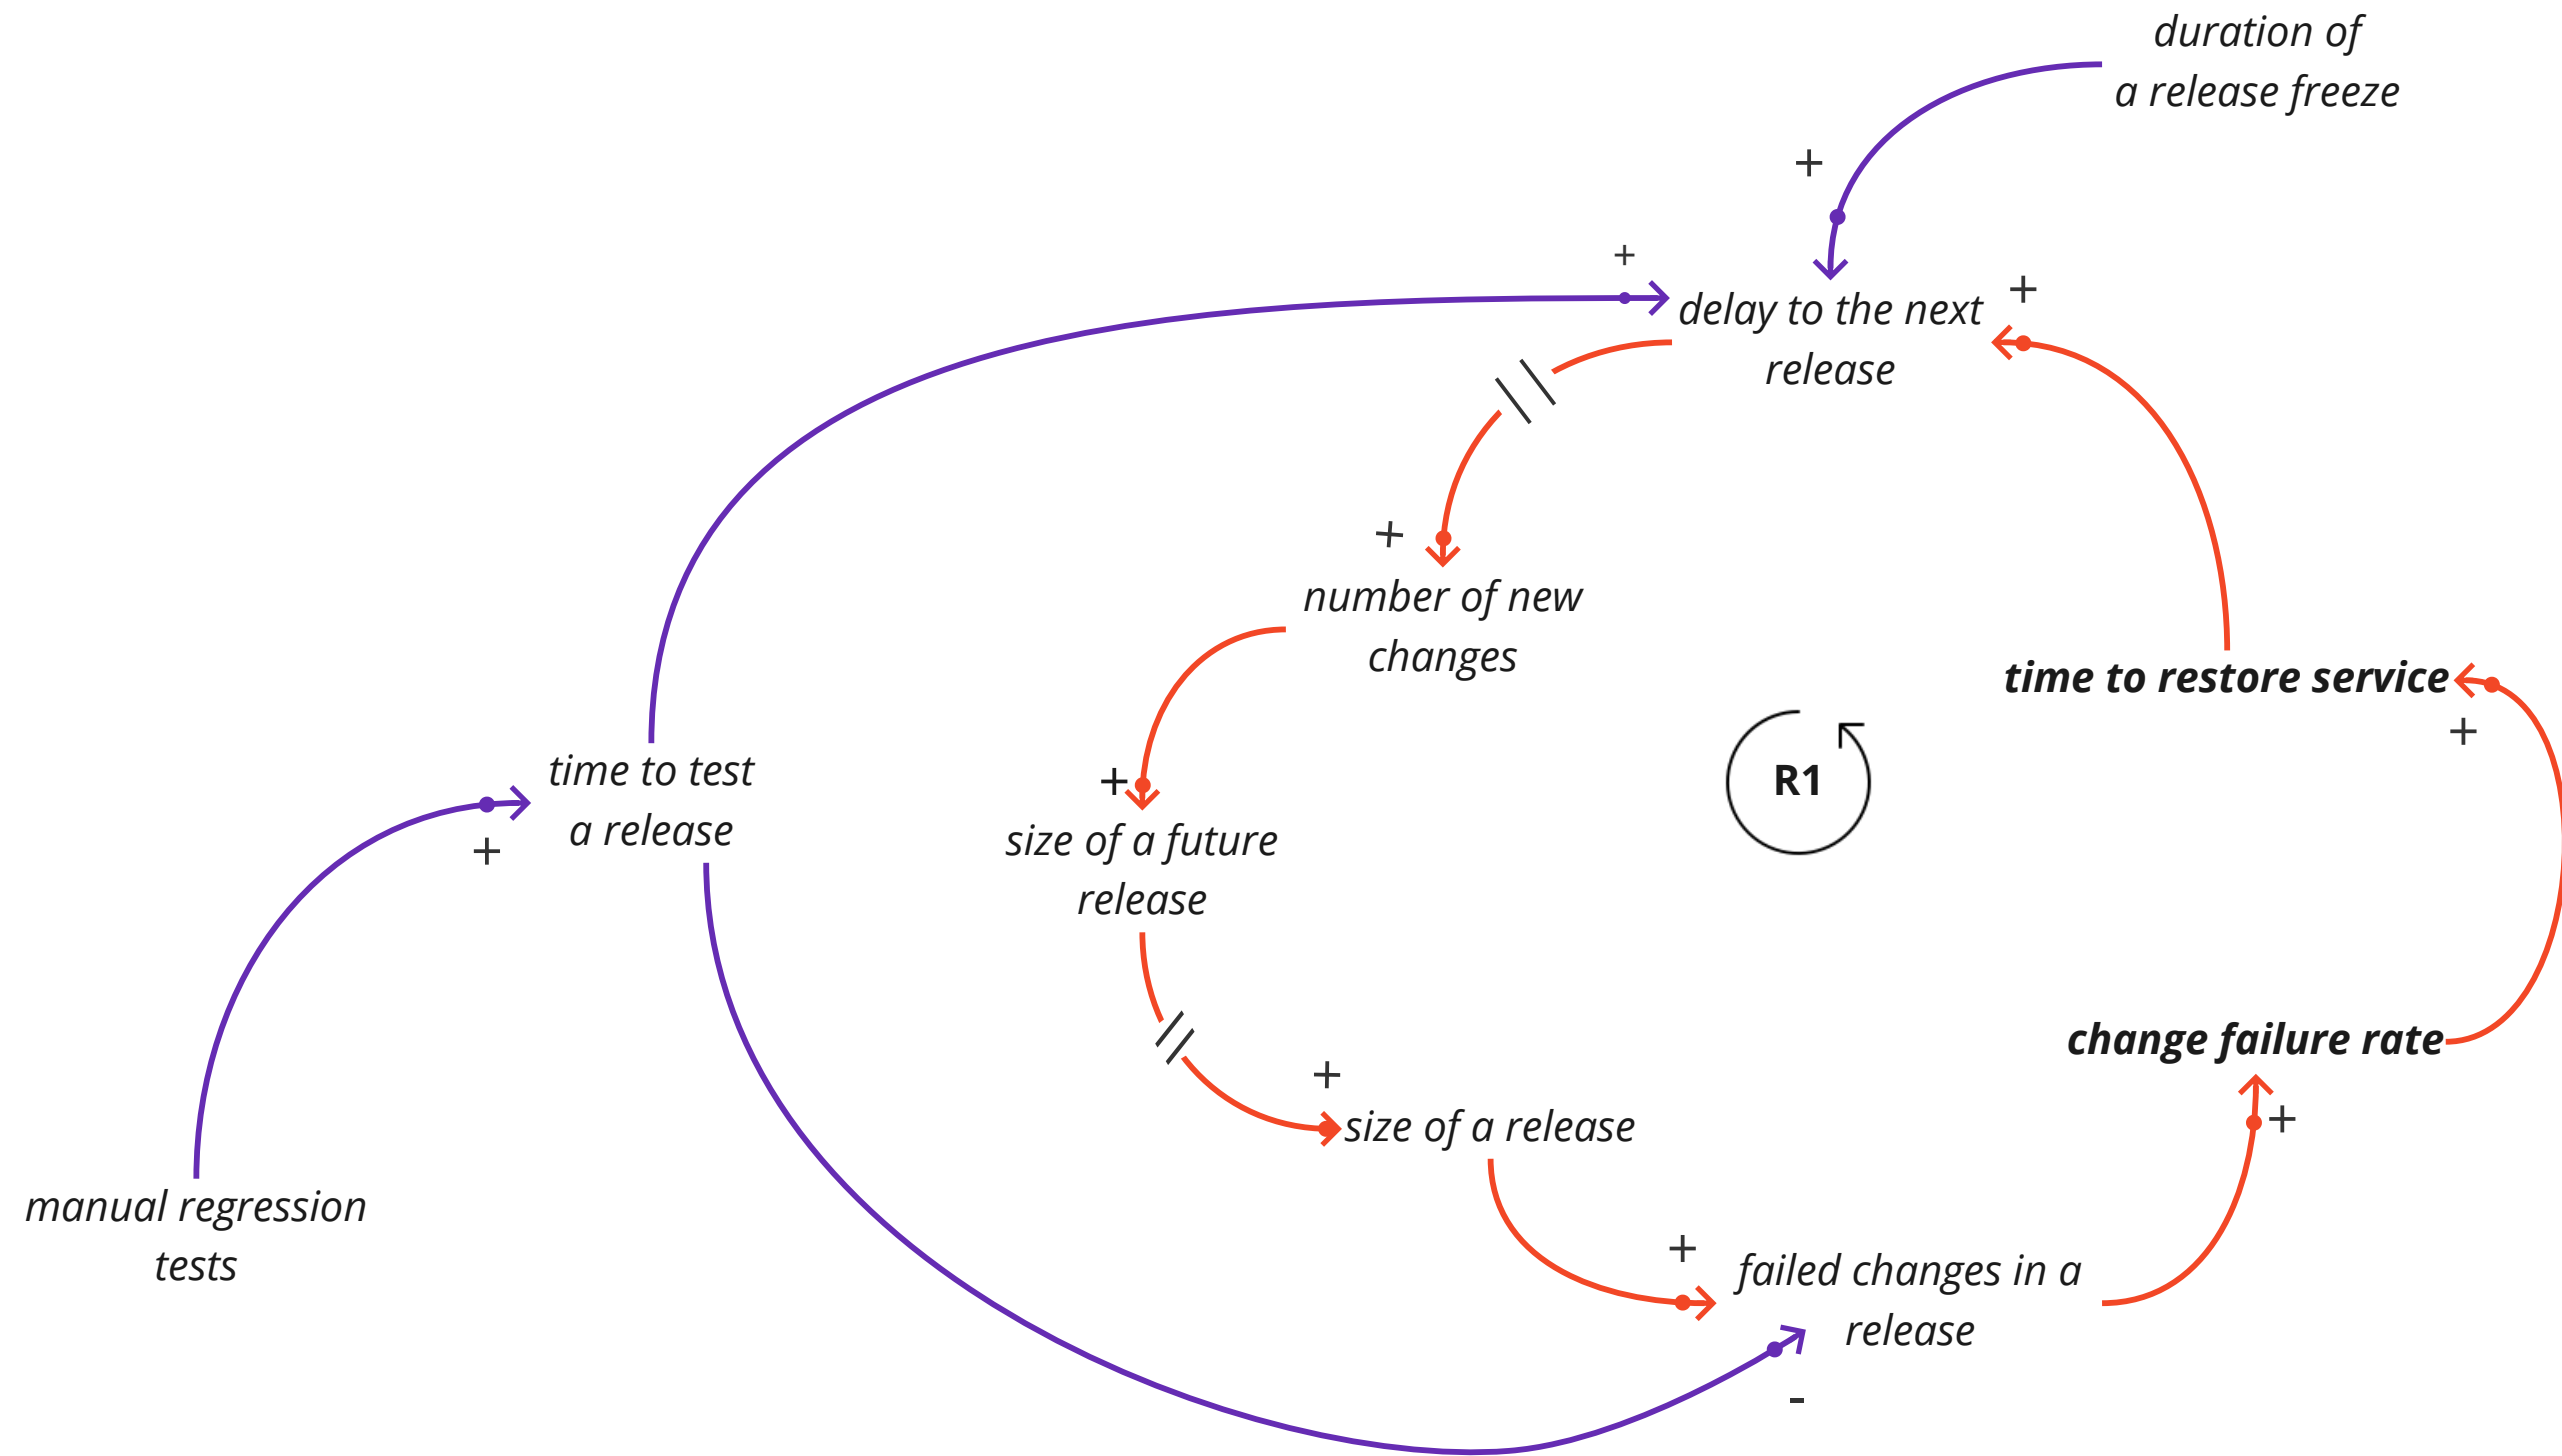 duration of
a release freeze
+
+
delay to the next
release
+
+
number of new
changes
time to restore service
+
R1
time to test
a release
+
+
size of a future
release
change failure rate
+
+
size of a release
+
manual regression
tests
+
failed changes in a
release
-